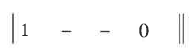 | 1 – – 0 ‖